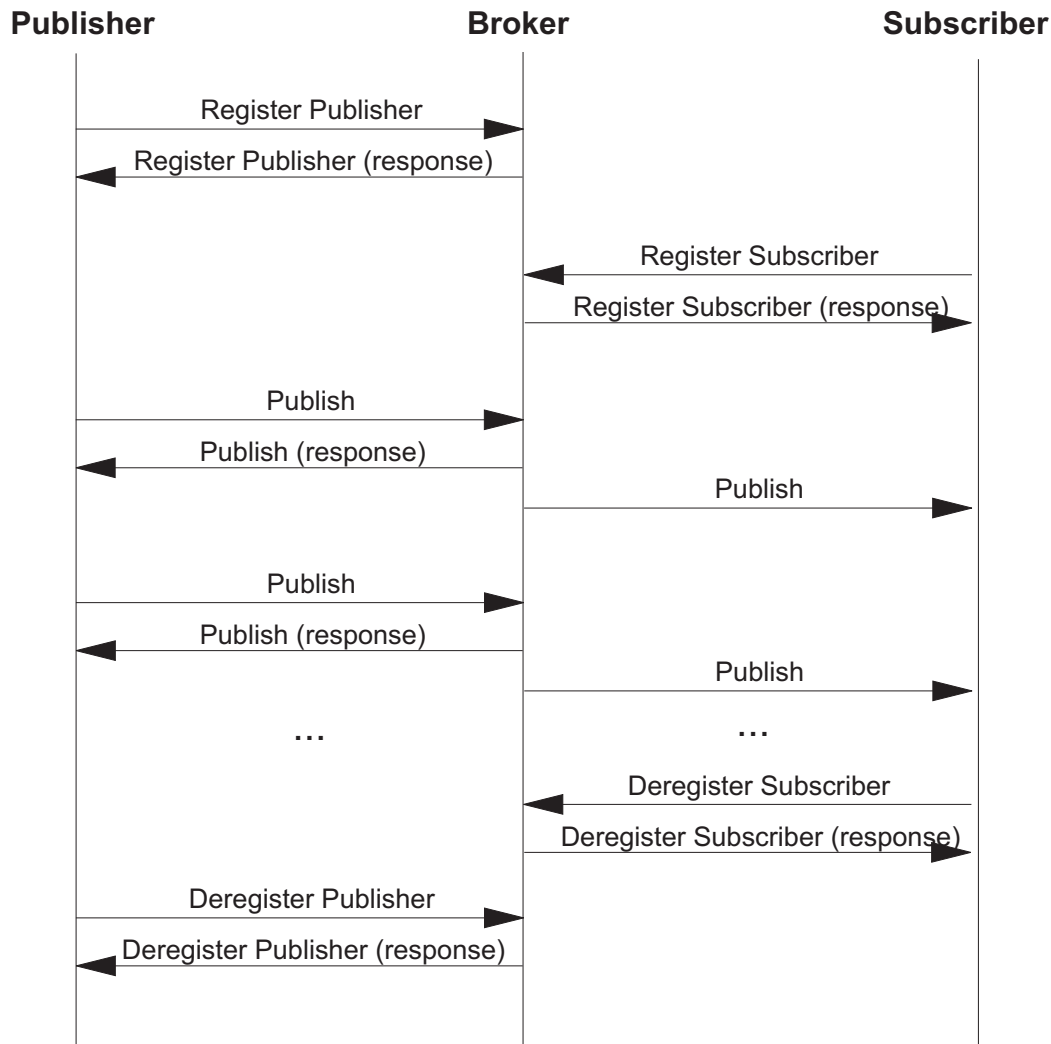 Publisher
Broker
Subscriber
Register Publisher
Register Publisher (response)
Register Subscriber
Register Subscriber (response)
Publish
Publish (response)
Publish
Publish
Publish (response)
Publish
...
...
Deregister Subscriber
Deregister Subscriber (response)
Deregister Publisher
Deregister Publisher (response)